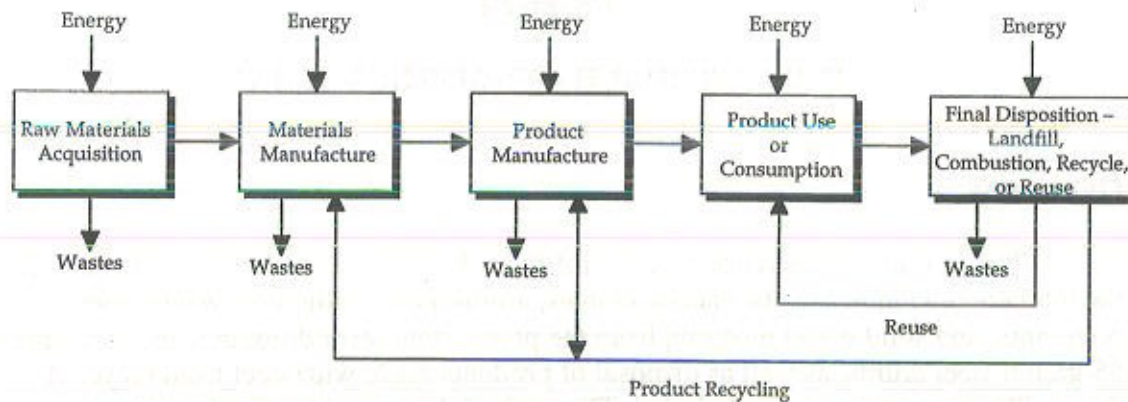 Energy
Energy
Energy
Energy
Energy
Raw Materials
Acquisition
Materials
Manufacture
Product
Manufacture
Product Use
or
Consumption
Final Disposition –
Landfill,
Combustion, Recycle,
or Reuse
Wastes
Wastes
Wastes
Wastes
Reuse
Product Recycling